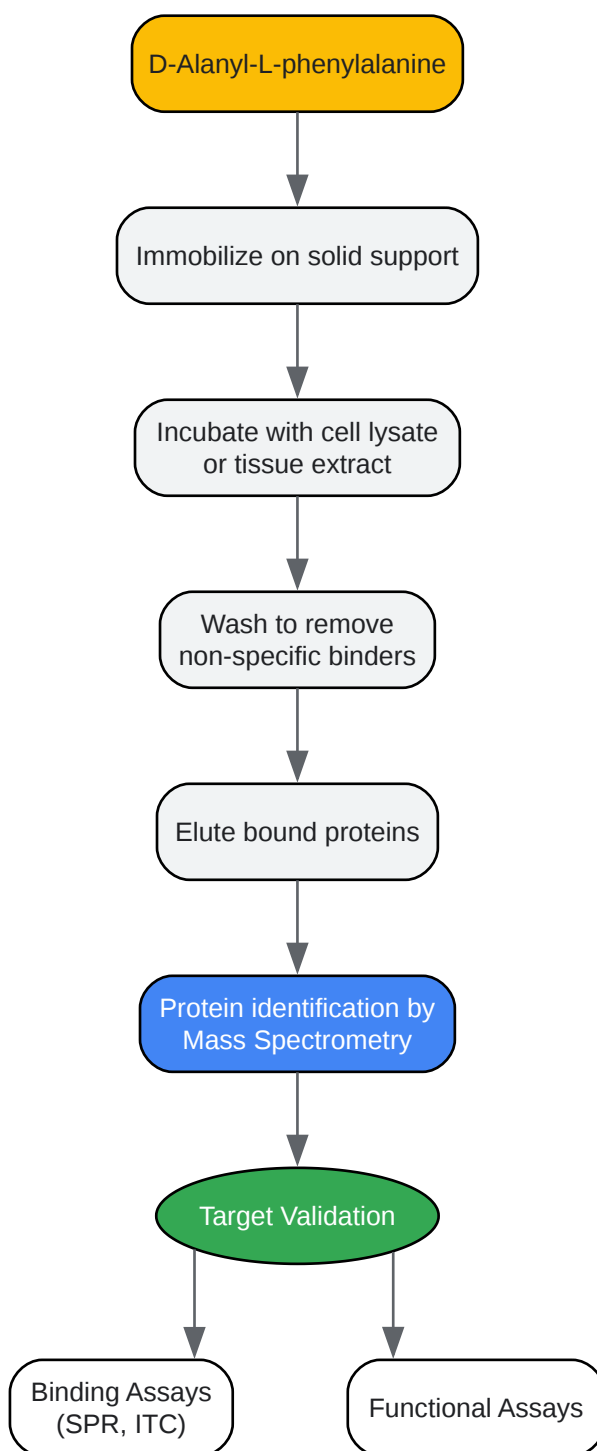 D-Alanyl-L-phenylalanine
Immobilize on solid support
Incubate with cell lysate
or tissue extract
Wash to remove
non-specific binders
Elute bound proteins
Protein identification by
Mass Spectrometry
Target Validation
Binding Assays
(SPR, ITC)
Functional Assays